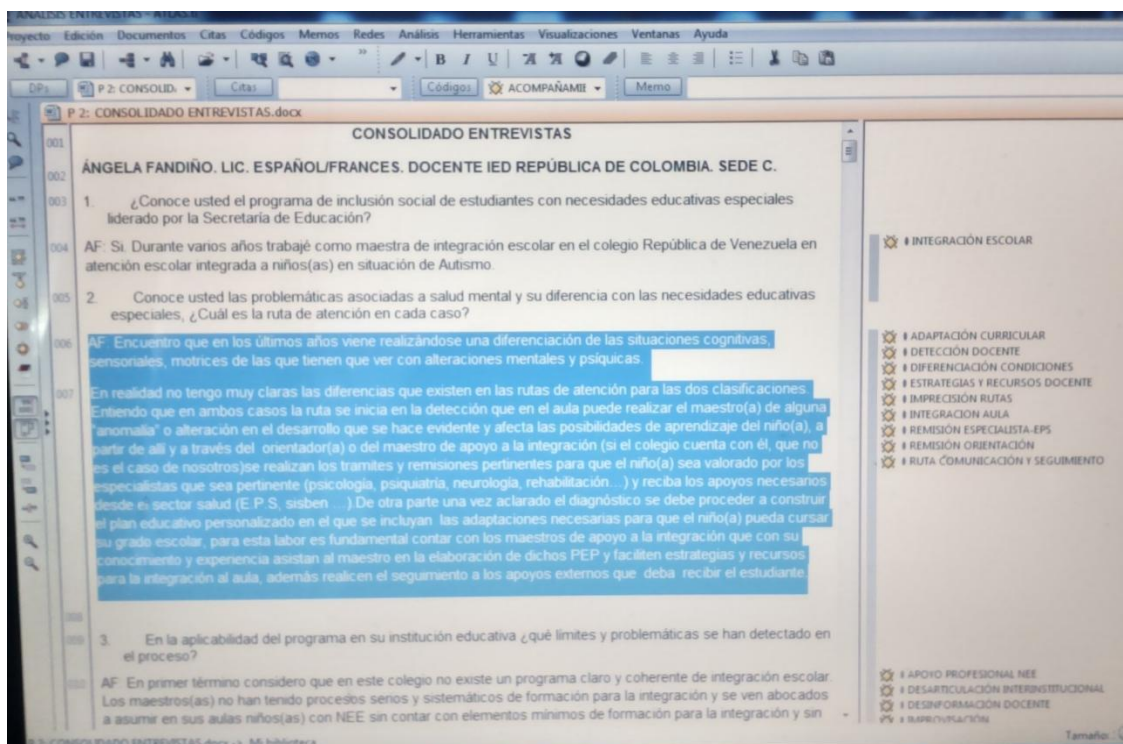 ANALISIS ENTREVISTAS - ATLAS.ti
royecto Edición Documentos Citas Códigos Memos Redes Análisis Herramientas Visualizaciones Ventanas Ayuda
B I U
DPs P 2: CONSOLID. Citas Códigos ACOMPAÑAMIE Memo
P 2: CONSOLIDADO ENTREVISTAS.docx
001 CONSOLIDADO ENTREVISTAS
002 ÁNGELA FANDIÑO. LIC. ESPAÑOL/FRANCES. DOCENTE IED REPÚBLICA DE COLOMBIA. SEDE C.
003 1. ¿Conoce usted el programa de inclusión social de estudiantes con necesidades educativas especiales
liderado por la Secretaría de Educación?
004 AF: Si. Durante varios años trabajé como maestra de integración escolar en el colegio República de Venezuela en
atención escolar integrada a niños(as) en situación de Autismo.
INTEGRACIÓN ESCOLAR
005 2. Conoce usted las problemáticas asociadas a salud mental y su diferencia con las necesidades educativas
especiales, ¿Cuál es la ruta de atención en cada caso?
006 AF: Encuentro que en los últimos años viene realizándose una diferenciación de las situaciones cognitivas,
sensoriales, motrices de las que tienen que ver con alteraciones mentales y psíquicas.
007 En realidad no tengo muy claras las diferencias que existen en las rutas de atención para las dos clasificaciones.
Entiendo que en ambos casos la ruta se inicia en la detección que en el aula puede realizar el maestro(a) de alguna
"anomalía" o alteración en el desarrollo que se hace evidente y afecta las posibilidades de aprendizaje del niño(a), a
partir de allí y a través del orientador(a) o del maestro de apoyo a la integración (si el colegio cuenta con él, que no
es el caso de nosotros)se realizan los tramites y remisiones pertinentes para que el niño(a) sea valorado por los
especialistas que sea pertinente (psicología, psiquiatría, neurología, rehabilitación...) y reciba los apoyos necesarios
desde el sector salud (E.P.S, sisben ...).De otra parte una vez aclarado el diagnóstico se debe proceder a construir
el plan educativo personalizado en el que se incluyan las adaptaciones necesarias para que el niño(a) pueda cursar
su grado escolar, para esta labor es fundamental contar con los maestros de apoyo a la integración que con su
conocimiento y experiencia asistan al maestro en la elaboración de dichos PEP y faciliten estrategias y recursos
para la integración al aula, además realicen el seguimiento a los apoyos externos que deba recibir el estudiante.
ADAPTACIÓN CURRICULAR
DETECCIÓN DOCENTE
DIFERENCIACIÓN CONDICIONES
ESTRATEGIAS Y RECURSOS DOCENTE
IMPRECISIÓN RUTAS
INTEGRACION AULA
REMISIÓN ESPECIALISTA-EPS
REMISIÓN ORIENTACIÓN
RUTA COMUNICACIÓN Y SEGUIMIENTO
008
009 3. En la aplicabilidad del programa en su institución educativa ¿qué límites y problemáticas se han detectado en
el proceso?
010 AF: En primer término considero que en este colegio no existe un programa claro y coherente de integración escolar.
Los maestros(as) no han tenido procesos serios y sistemáticos de formación para la integración y se ven abocados
a asumir en sus aulas niños(as) con NEE sin contar con elementos mínimos de formación para la integración y sin
APOYO PROFESIONAL NEE
DESARTICULACIÓN INTERINSTITUCIONAL
DESINFORMACIÓN DOCENTE
IMPROVISACIÓN
P 2: CONSOLIDADO ENTREVISTAS.docx -> Mi biblioteca
Tamaño: